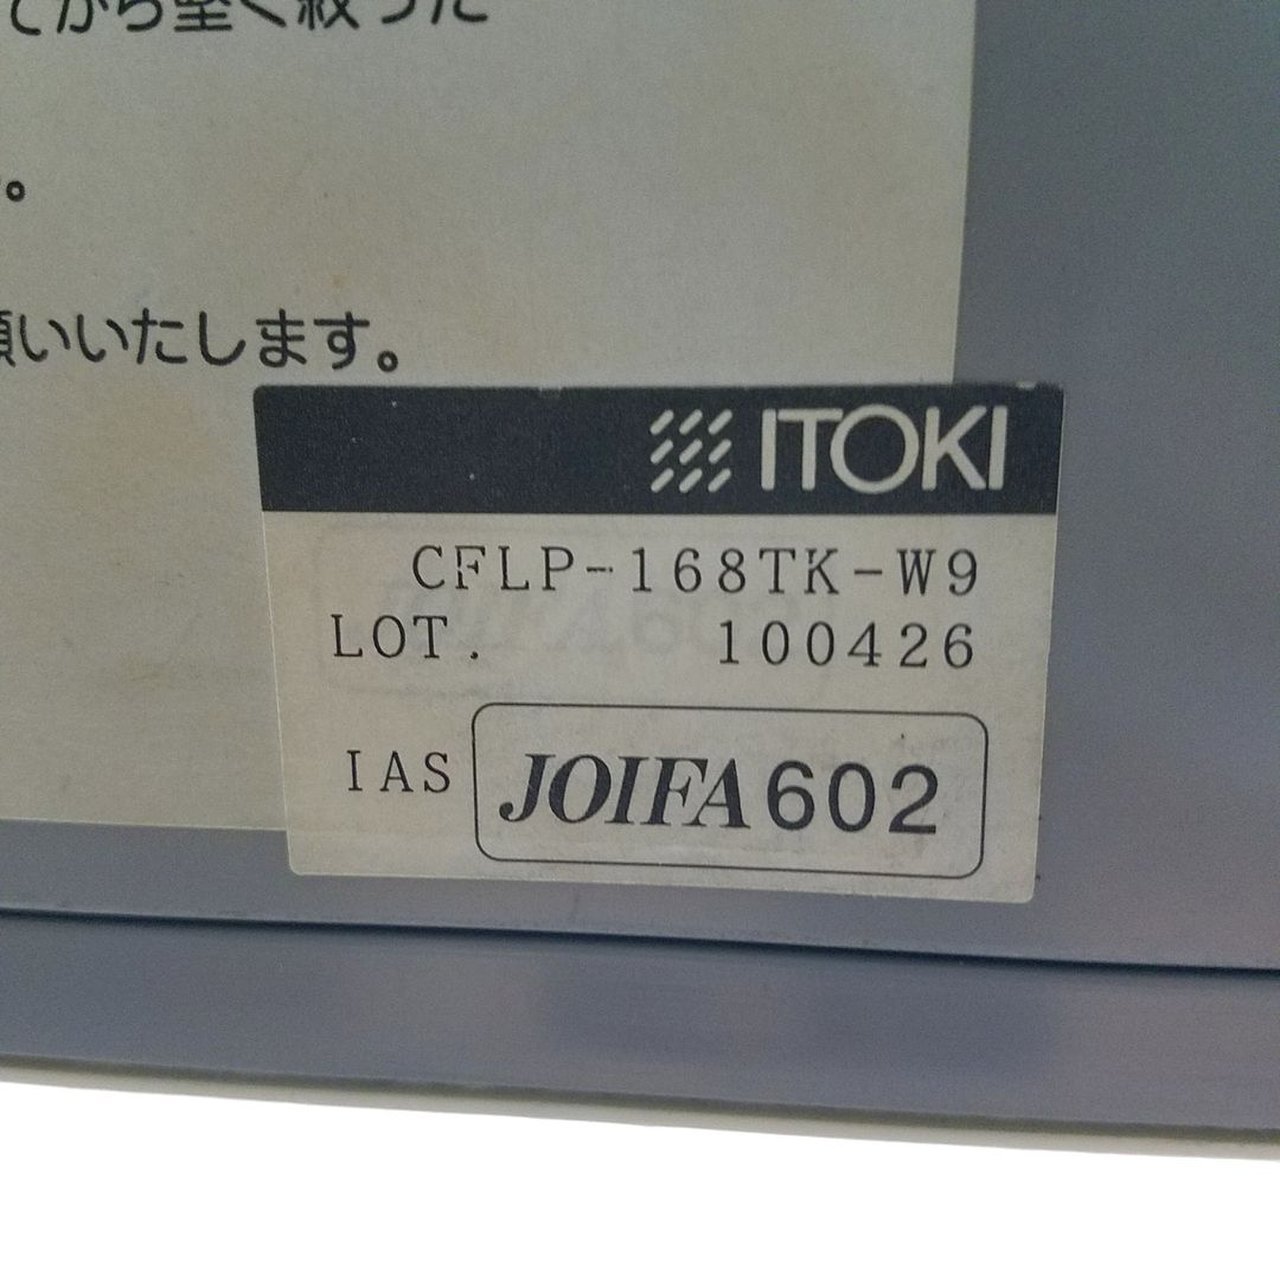 てから堅く絞った
。
願いいたします。
ITOKI
CFLP-168TK-W9
LOT. 100426
IAS JOIFA602